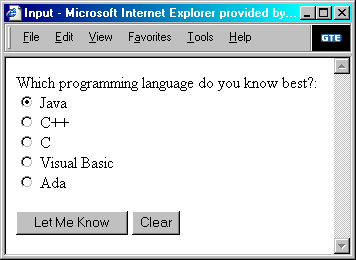 Input - Microsoft Internet Explorer provided by...
File Edit View Favorites Tools Help
GTE
Which programming language do you know best?:
Java
C++
C
Visual Basic
Ada
Let Me Know Clear